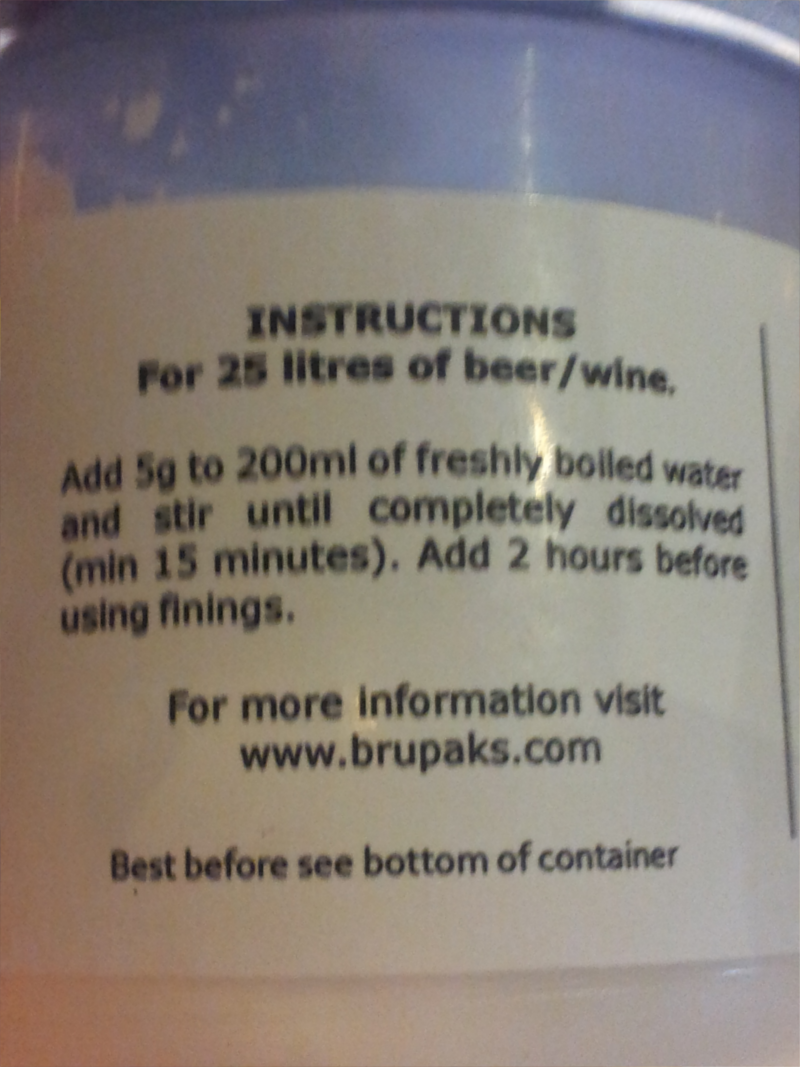 INSTRUCTIONS
For 25 litres of beer/wine.
Add 5g to 200ml of freshly boiled water
and stir until completely dissolved
(min 15 minutes). Add 2 hours before
using finings.
For more information visit
www.brupaks.com
Best before see bottom of container